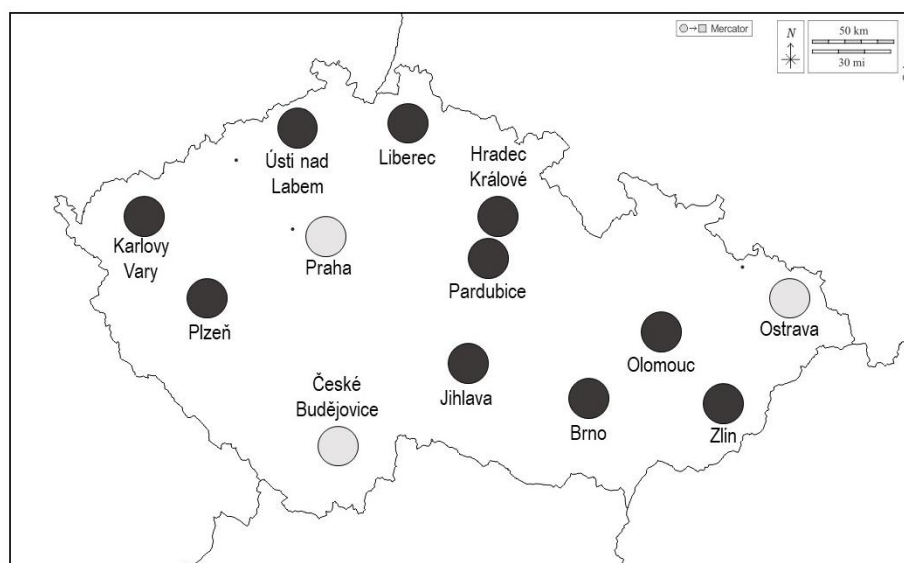 Mercator
N
50 km
30 mi
Ústi nad
Labem
Liberec
Hradec
Králové
Karlovy
Vary
Praha
Pardubice
Plzeň
Ostrava
Olomouc
České
Budějovice
Jihlava
Brno
Zlin